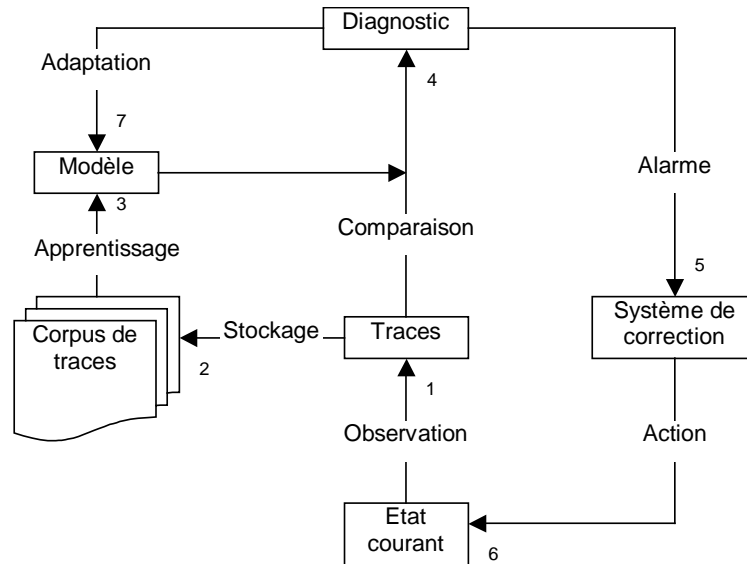 Diagnostic
Adaptation
4
7
Modèle
Alarme
3
Comparaison
Apprentissage
5
Système de
correction
Stockage
Traces
Corpus de
traces
2
1
Observation
Action
Etat
courant
6